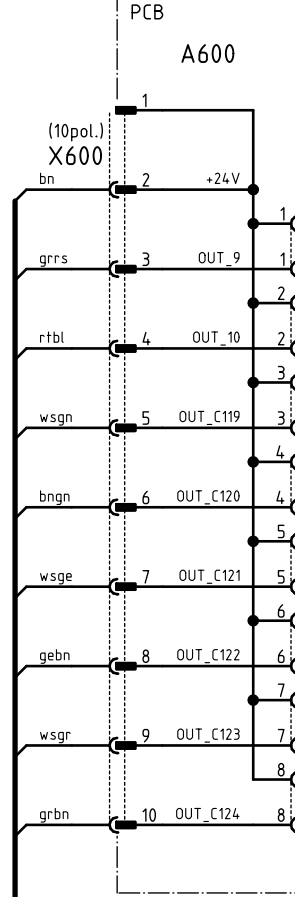 PCB
A600
1
(10pol.)
X600
bn 2 +24V
1
grrs 3 OUT_9 1
2
rtbl 4 OUT_10 2
3
wsgn 5 OUT_C119 3
4
bngn 6 OUT_C120 4
5
wsge 7 OUT_C121 5
6
gebn 8 OUT_C122 6
7
wsgr 9 OUT_C123 7
8
grbn 10 OUT_C124 8